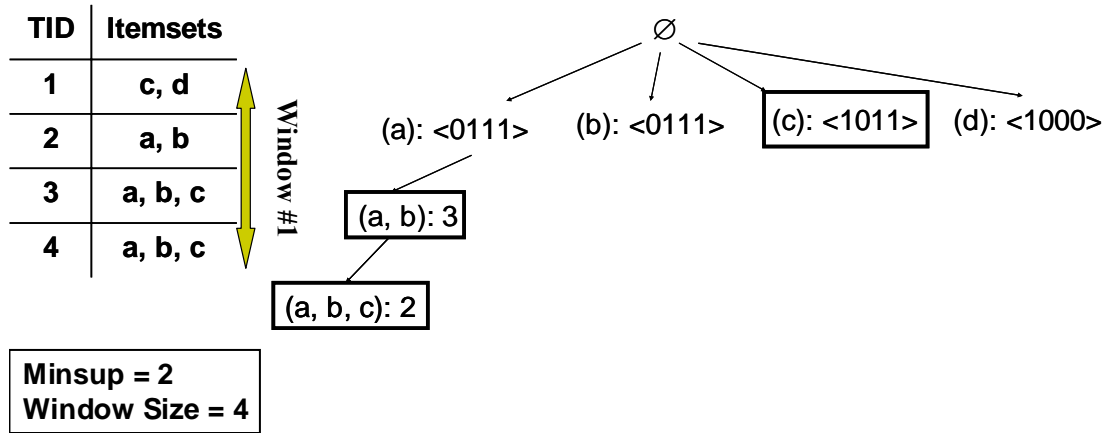 TID Itemsets
1 c, d
2 a, b
3 a, b, c
4 a, b, c
Window #1
Minsup = 2
Window Size = 4
∅
(a): <0111> (b): <0111> (c): <1011> (d): <1000>
(a, b): 3
(a, b, c): 2